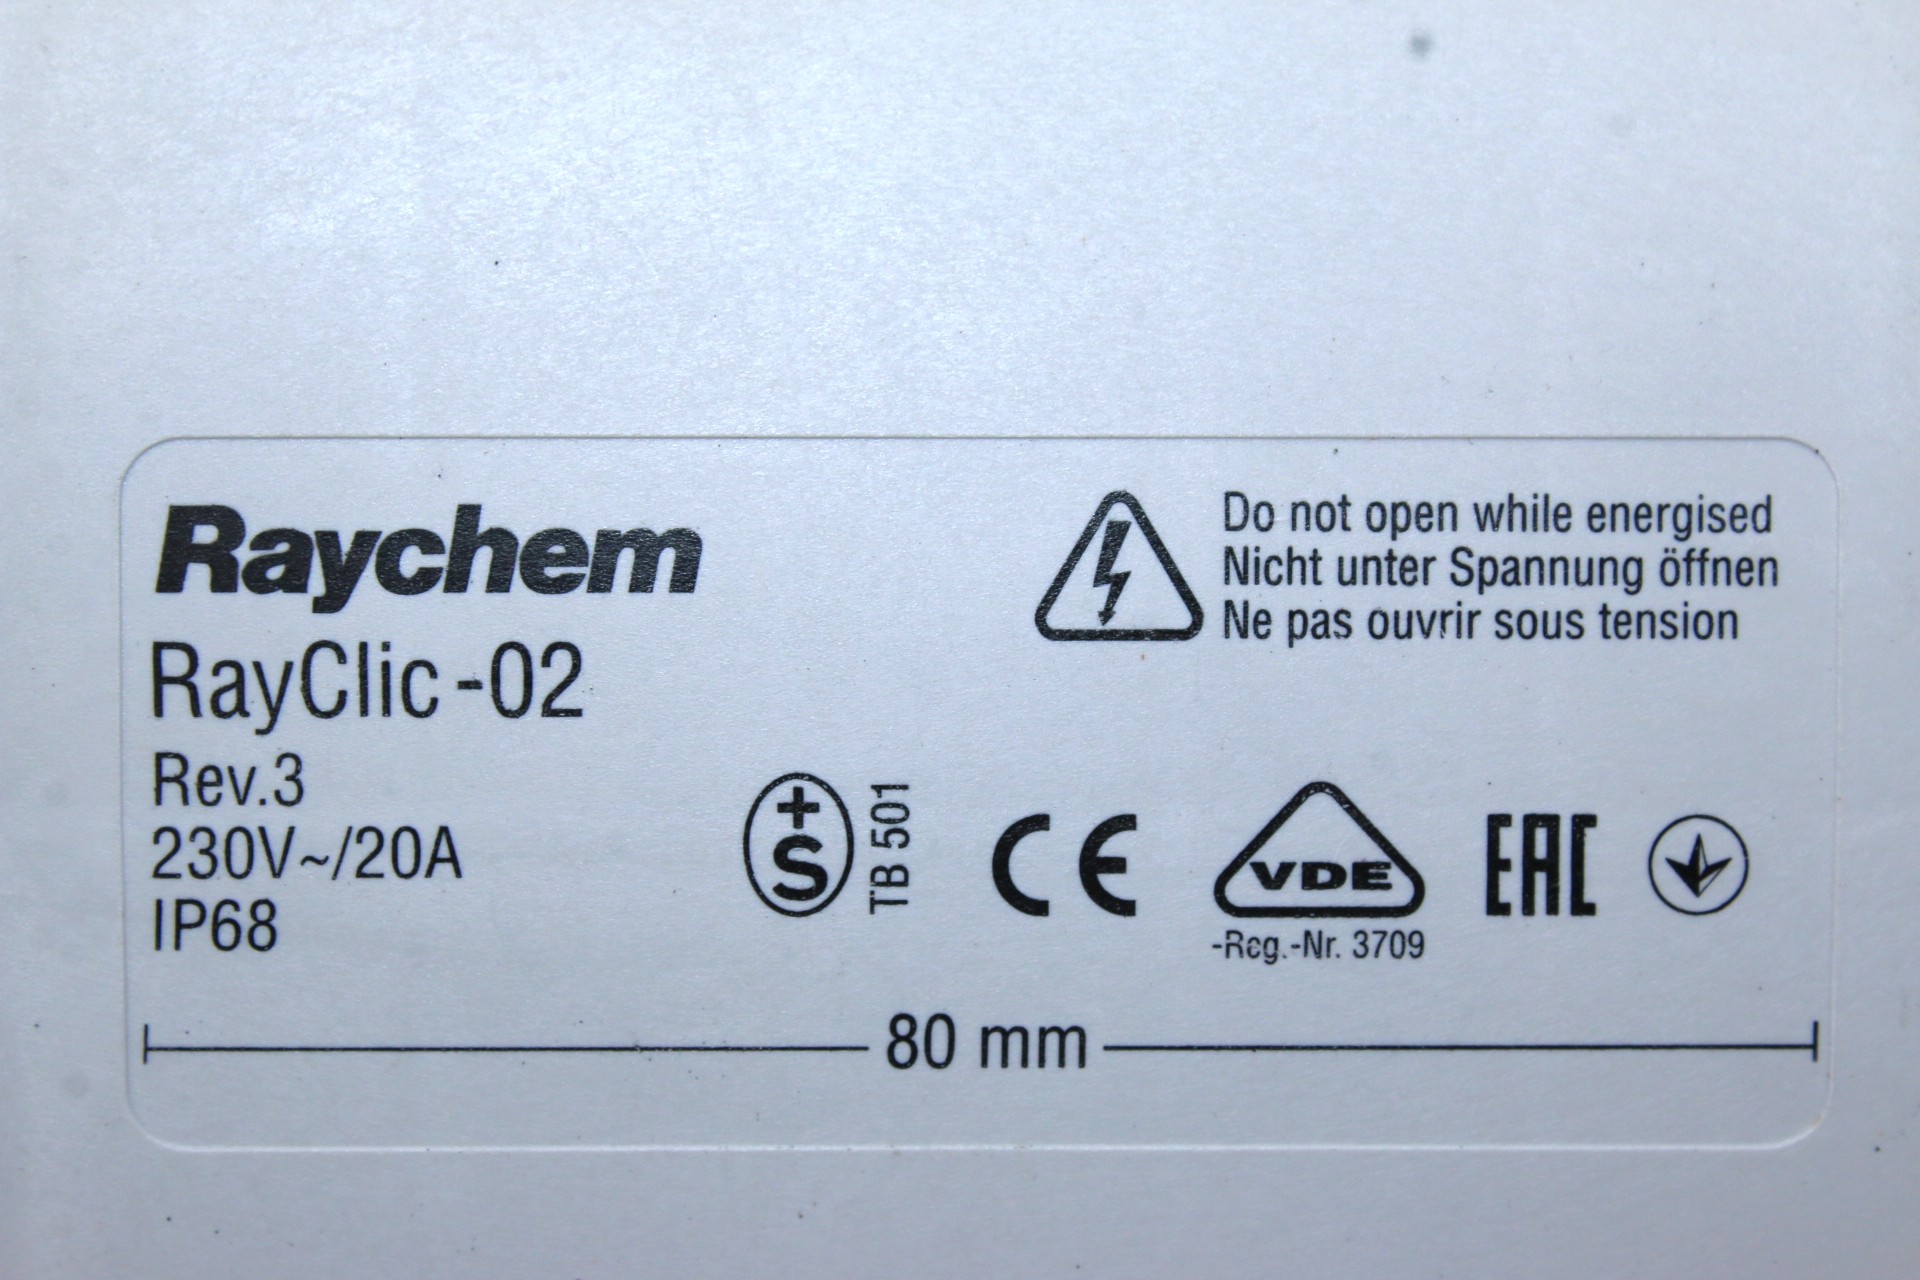 Raychem
RayClic-02
Rev.3
230V~/20A
IP68
Do not open while energised
Nicht unter Spannung öffnen
Ne pas ouvrir sous tension
+S
TB 501
CE
VDE
-Reg.-Nr. 3709
EAC
80 mm